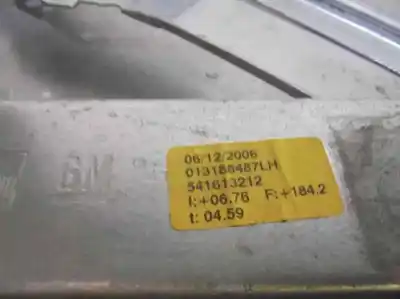 GM
06/12/2006
013186487LH
541613212
I:+06.76 F:+184.2
t: 04.59